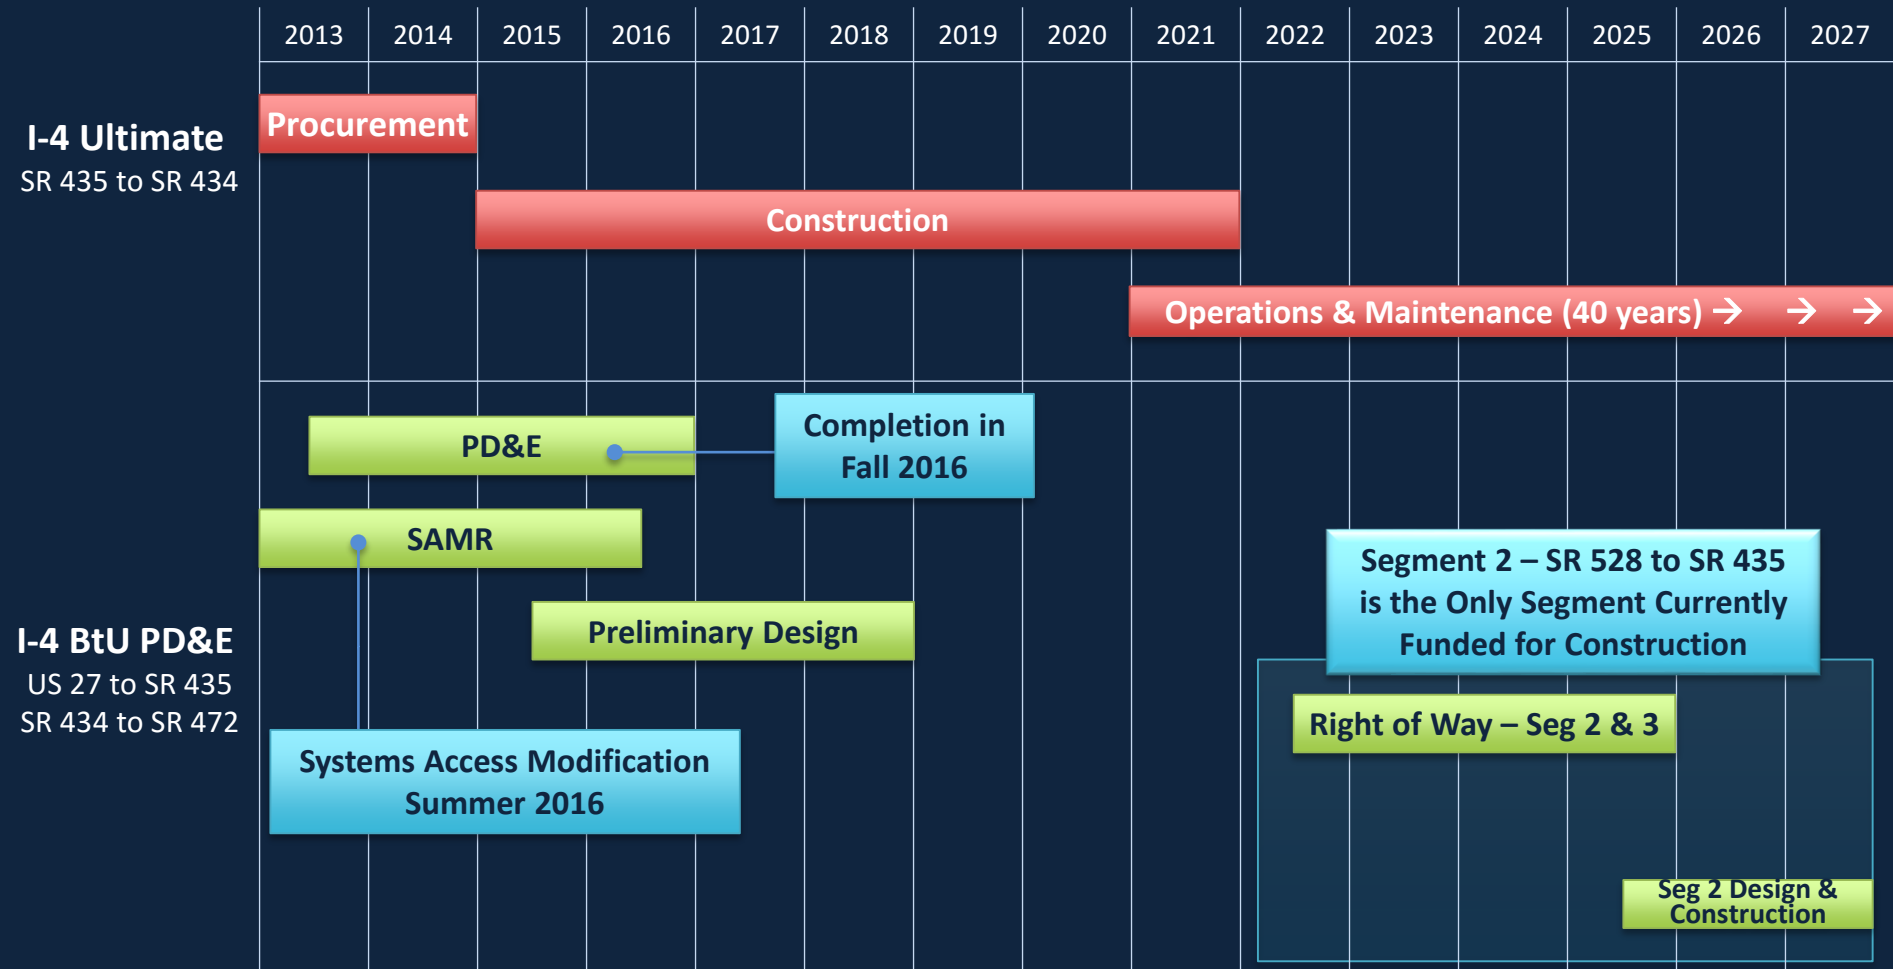 2013 2014 2015 2016 2017 2018 2019 2020 2021 2022 2023 2024 2025 2026 2027
I-4 Ultimate
SR 435 to SR 434
Procurement
Construction
Operations & Maintenance (40 years) → → →
I-4 BtU PD&E
US 27 to SR 435
SR 434 to SR 472
PD&E
Completion in
Fall 2016
SAMR
Preliminary Design
Systems Access Modification
Summer 2016
Segment 2 – SR 528 to SR 435
is the Only Segment Currently
Funded for Construction
Right of Way – Seg 2 & 3
Seg 2 Design &
Construction